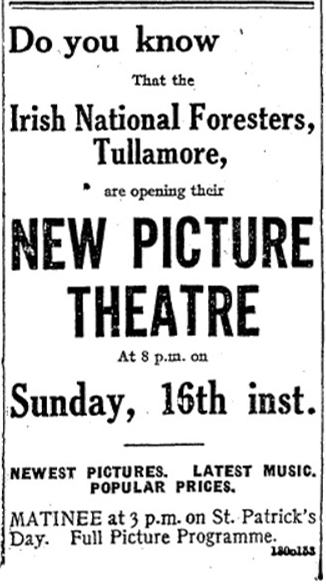 Do you know
That the
Irish National Foresters,
Tullamore,
are opening their
NEW PICTURE
THEATRE
At 8 p.m. on
Sunday, 16th inst.
NEWEST PICTURES. LATEST MUSIC.
POPULAR PRICES.
MATINEE at 3 p.m. on St. Patrick's
Day. Full Picture Programme.
180o153